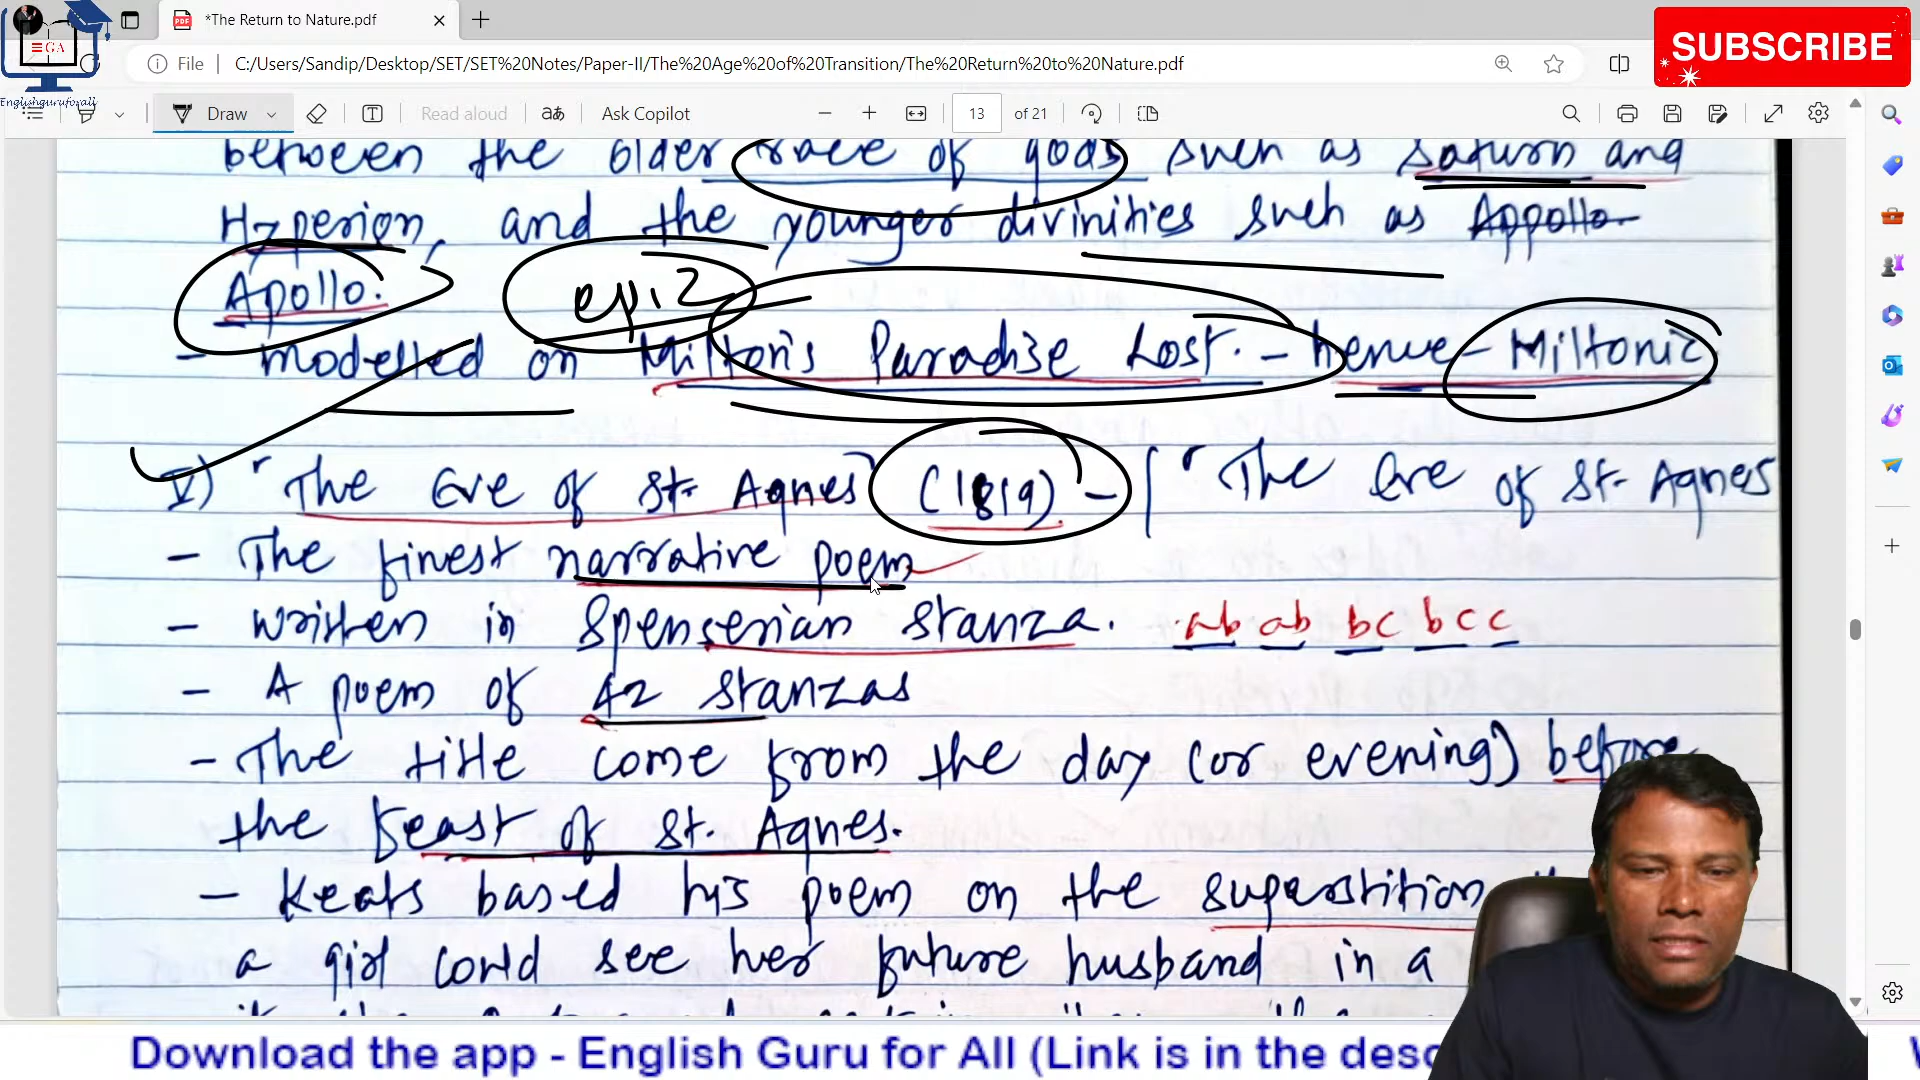 *The Return to Nature.pdf
≡GA
Englishguruforall
File
C:/Users/Sandip/Desktop/SET/SET%20Notes/Paper-II/The%20Age%20of%20Transition/The%20Return%20to%20Nature.pdf
SUBSCRIBE
Draw
Read aloud
Ask Copilot
13 of 21
between the older race of gods such as Saturn and
Hyperion, and the younger divinities such as Appollo
Apollo.
- modelled on Milton's Paradise Lost. - hence - Miltonic
V) "The Eve of St. Agnes" (1819) - "The Eve of St. Agnes
- The finest narrative poem
- written in Spenserian stanza. ab ab bc bcc
- A poem of 42 stanzas
- The title come from the day (or evening) before
the feast of St. Agnes.
- Keats based his poem on the superstition
a girl could see her future husband in a
Download the app - English Guru for All (Link is in the desc